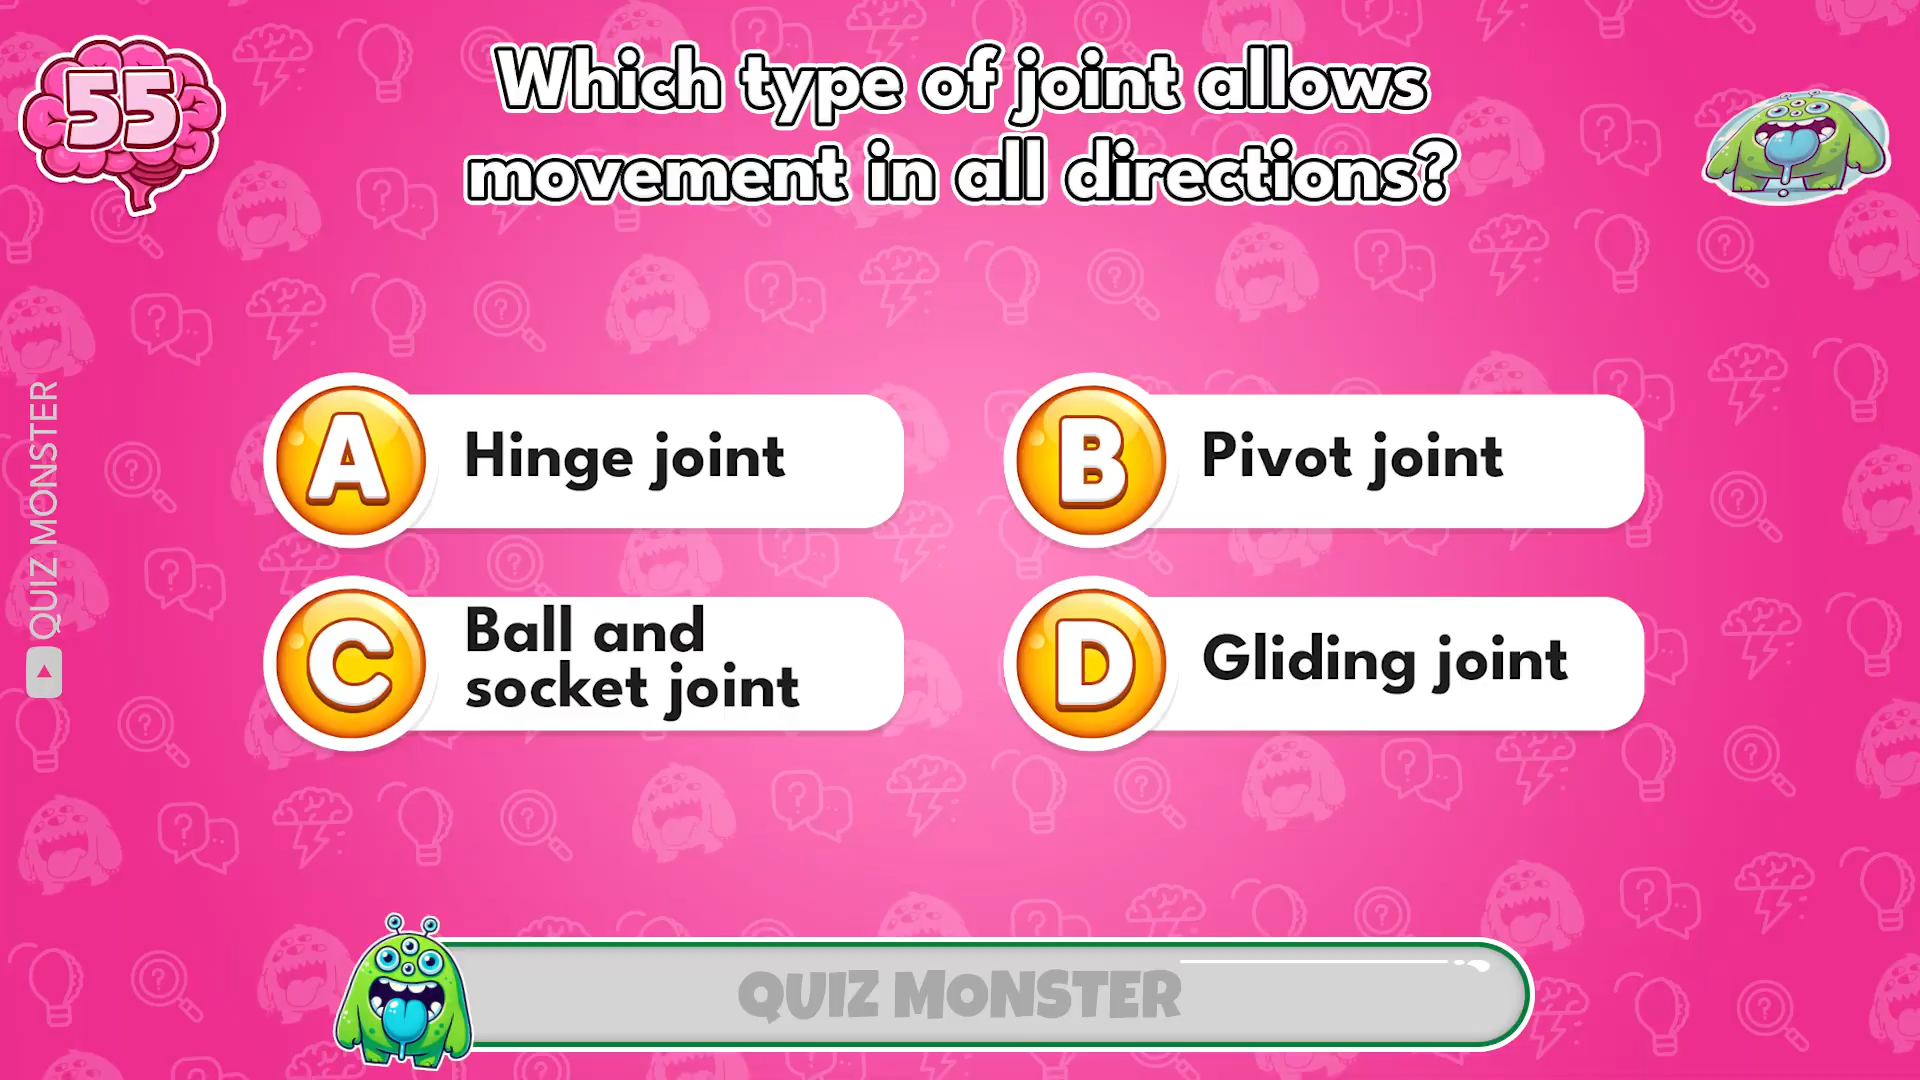 55
Which type of joint allows
movement in all directions?
A
Hinge joint
B
Pivot joint
C
Ball and
socket joint
D
Gliding joint
QUIZ MONSTER
QUIZ MONSTER